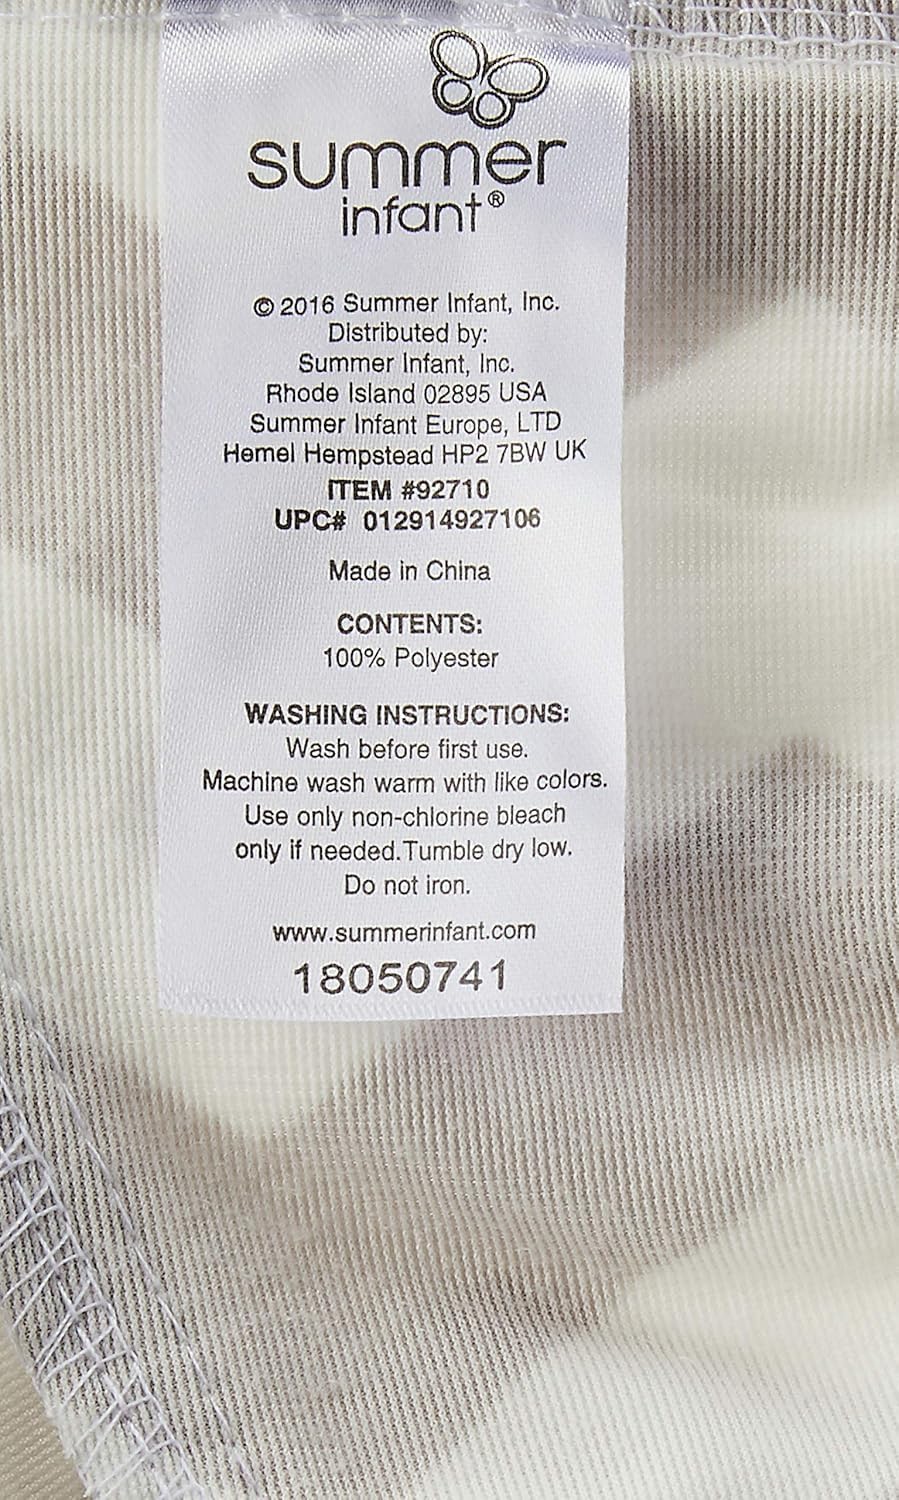 summer
infant®
© 2016 Summer Infant, Inc.
Distributed by:
Summer Infant, Inc.
Rhode Island 02895 USA
Summer Infant Europe, LTD
Hemel Hempstead HP2 7BW UK
ITEM #92710
UPC# 012914927106
Made in China
CONTENTS:
100% Polyester
WASHING INSTRUCTIONS:
Wash before first use.
Machine wash warm with like colors.
Use only non-chlorine bleach
only if needed.Tumble dry low.
Do not iron.
www.summerinfant.com
18050741